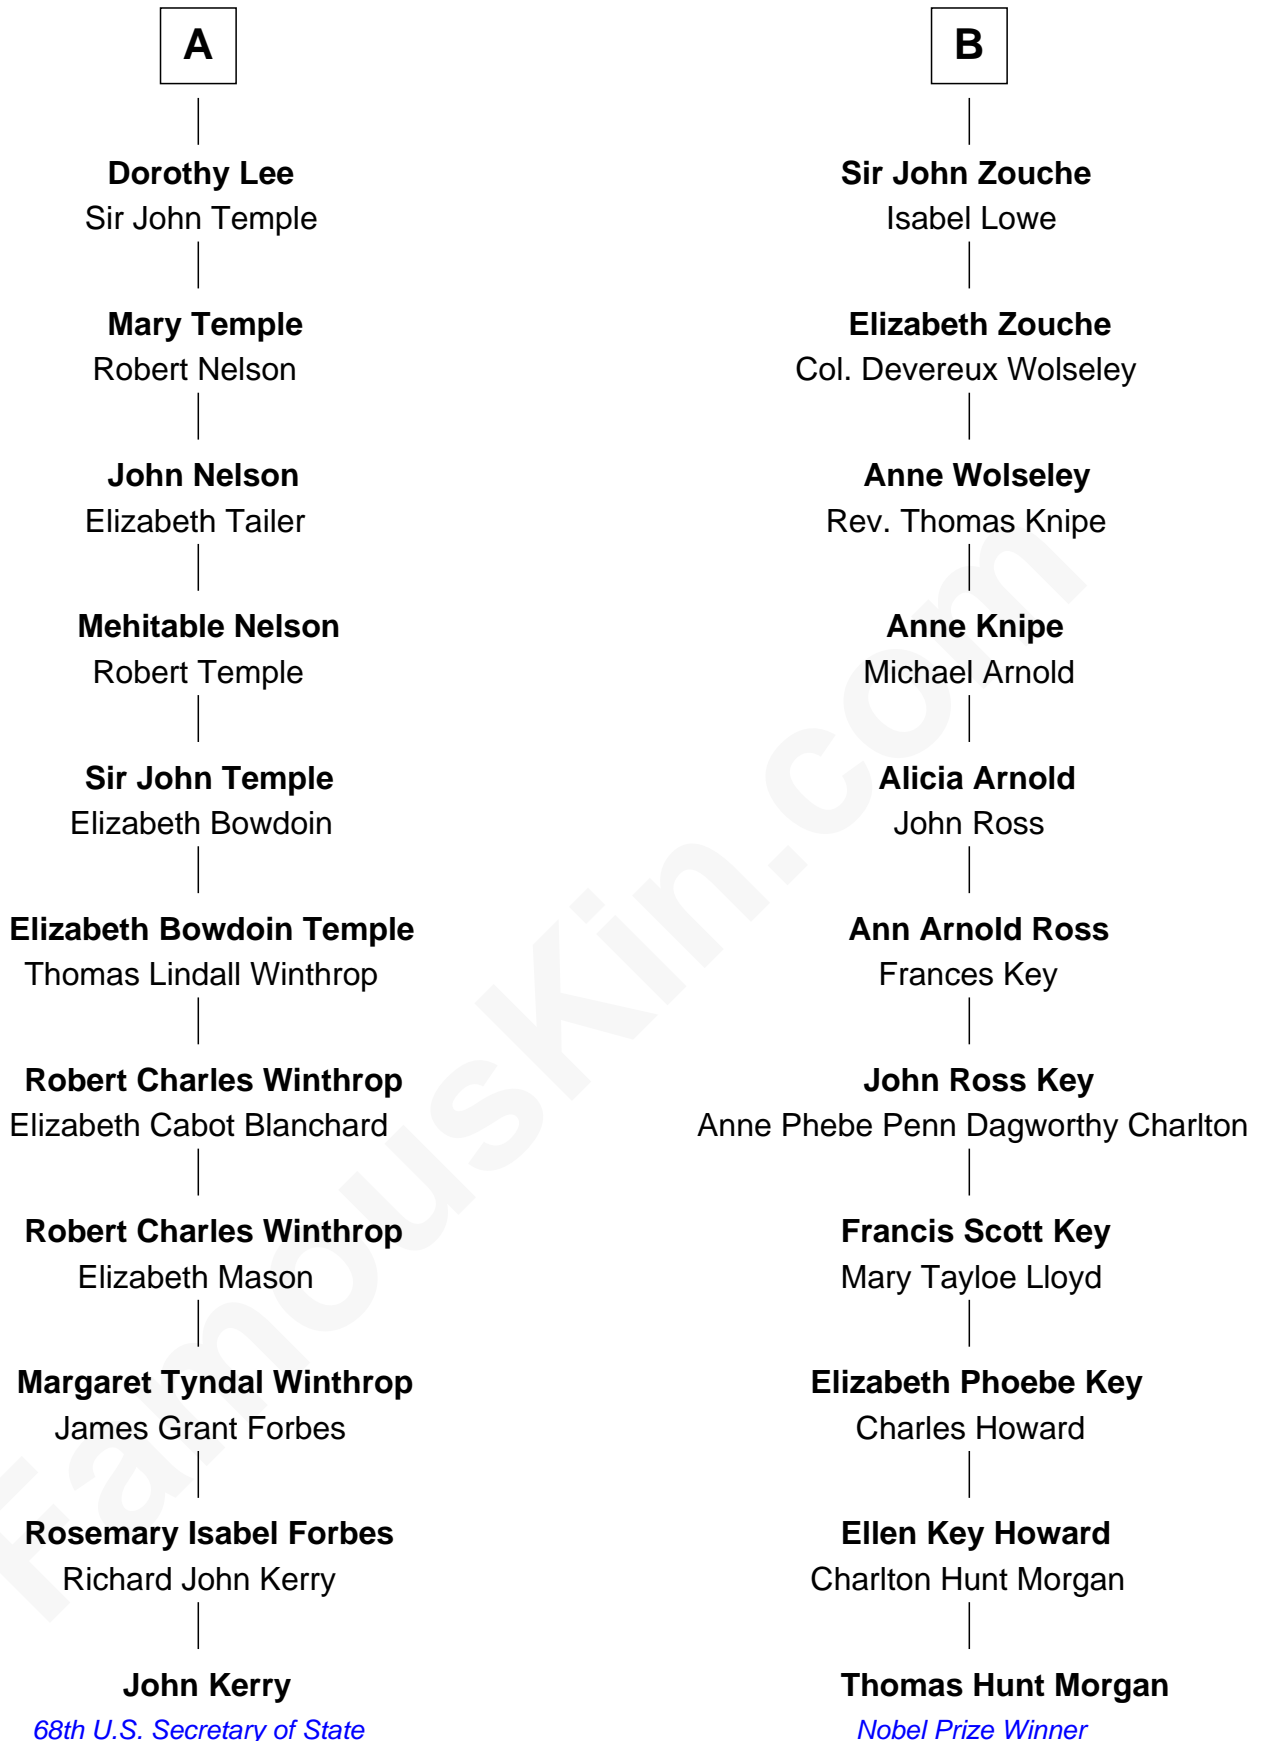 A
Dorothy Lee
Sir John Temple
Mary Temple
Robert Nelson
John Nelson
Elizabeth Tailer
Mehitable Nelson
Robert Temple
Sir John Temple
Elizabeth Bowdoin
Elizabeth Bowdoin Temple
Thomas Lindall Winthrop
Robert Charles Winthrop
Elizabeth Cabot Blanchard
Robert Charles Winthrop
Elizabeth Mason
Margaret Tyndal Winthrop
James Grant Forbes
Rosemary Isabel Forbes
Richard John Kerry
John Kerry
68th U.S. Secretary of State
B
Sir John Zouche
Isabel Lowe
Elizabeth Zouche
Col. Devereux Wolseley
Anne Wolseley
Rev. Thomas Knipe
Anne Knipe
Michael Arnold
Alicia Arnold
John Ross
Ann Arnold Ross
Frances Key
John Ross Key
Anne Phebe Penn Dagworthy Charlton
Francis Scott Key
Mary Tayloe Lloyd
Elizabeth Phoebe Key
Charles Howard
Ellen Key Howard
Charlton Hunt Morgan
Thomas Hunt Morgan
Nobel Prize Winner
FamousKin.com